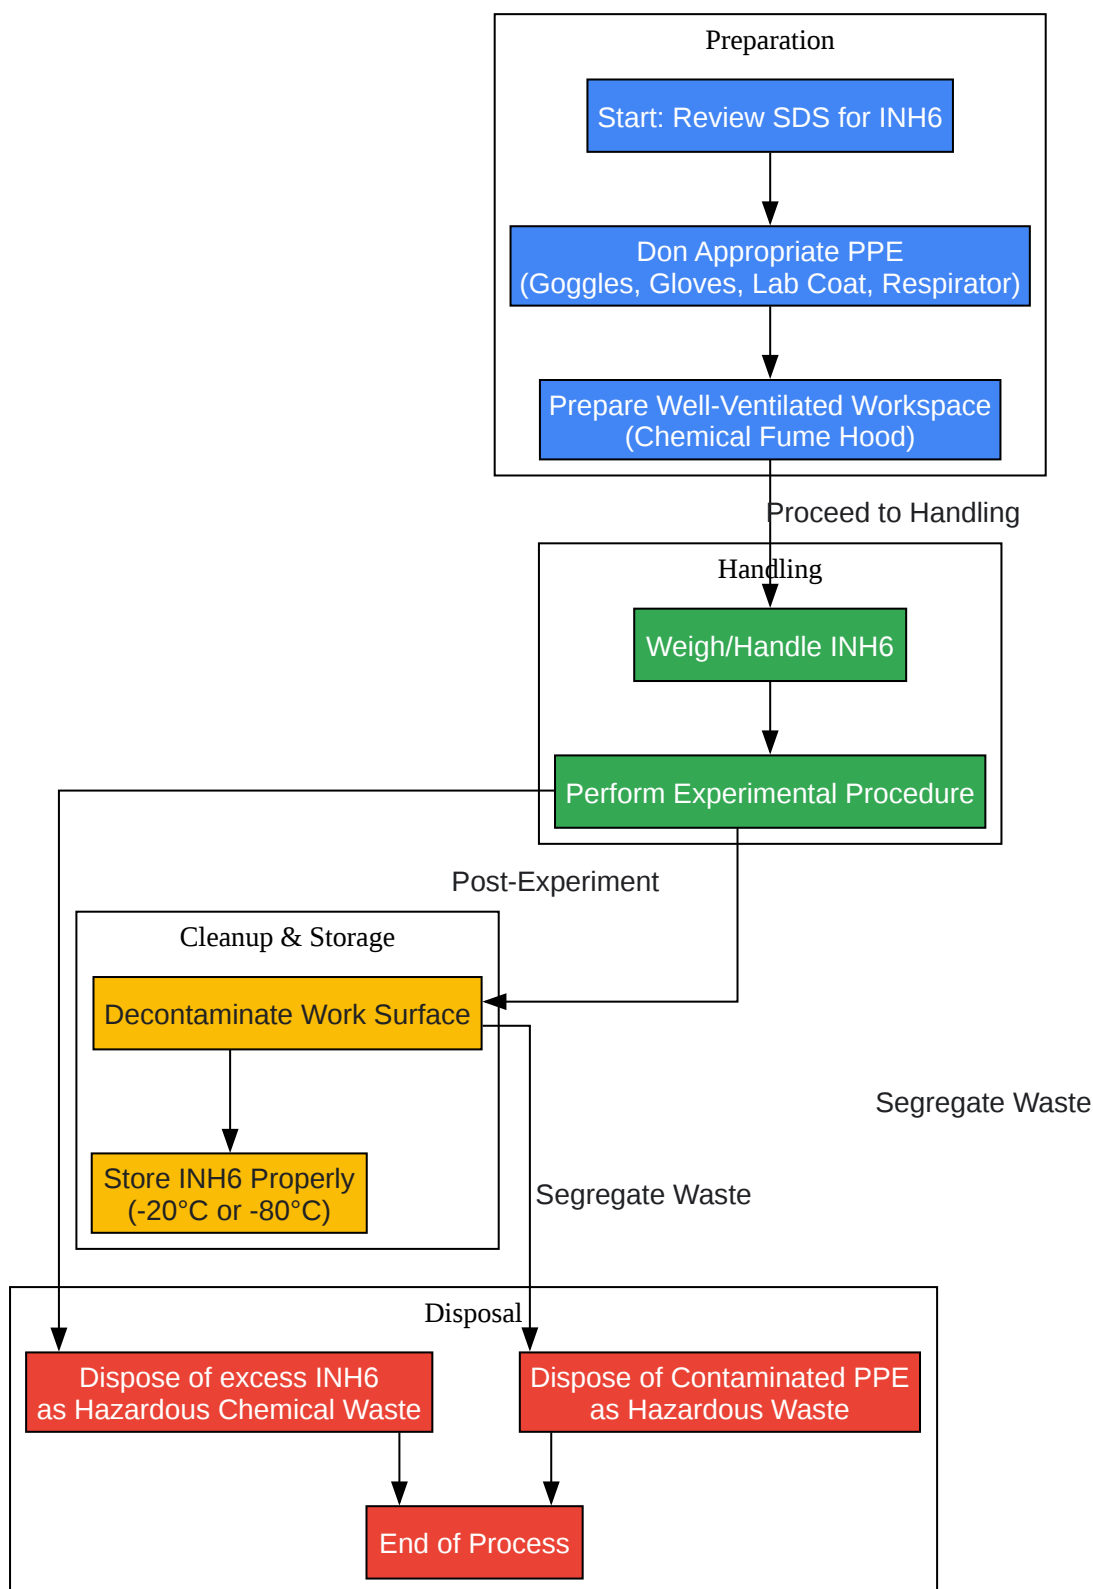 Preparation
Start: Review SDS for INH6
Don Appropriate PPE
(Goggles, Gloves, Lab Coat, Respirator)
Prepare Well-Ventilated Workspace
(Chemical Fume Hood)
Proceed to Handling
Handling
Weigh/Handle INH6
Perform Experimental Procedure
Post-Experiment
Cleanup & Storage
Decontaminate Work Surface
Segregate Waste
Store INH6 Properly
(-20°C or -80°C)
Segregate Waste
Disposal
Dispose of excess INH6
as Hazardous Chemical Waste
Dispose of Contaminated PPE
as Hazardous Waste
End of Process